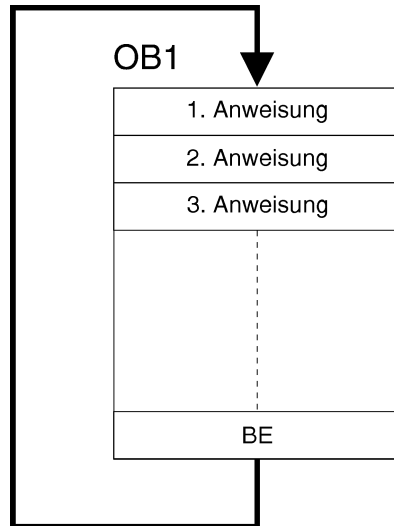 OB1
1. Anweisung
2. Anweisung
3. Anweisung
BE